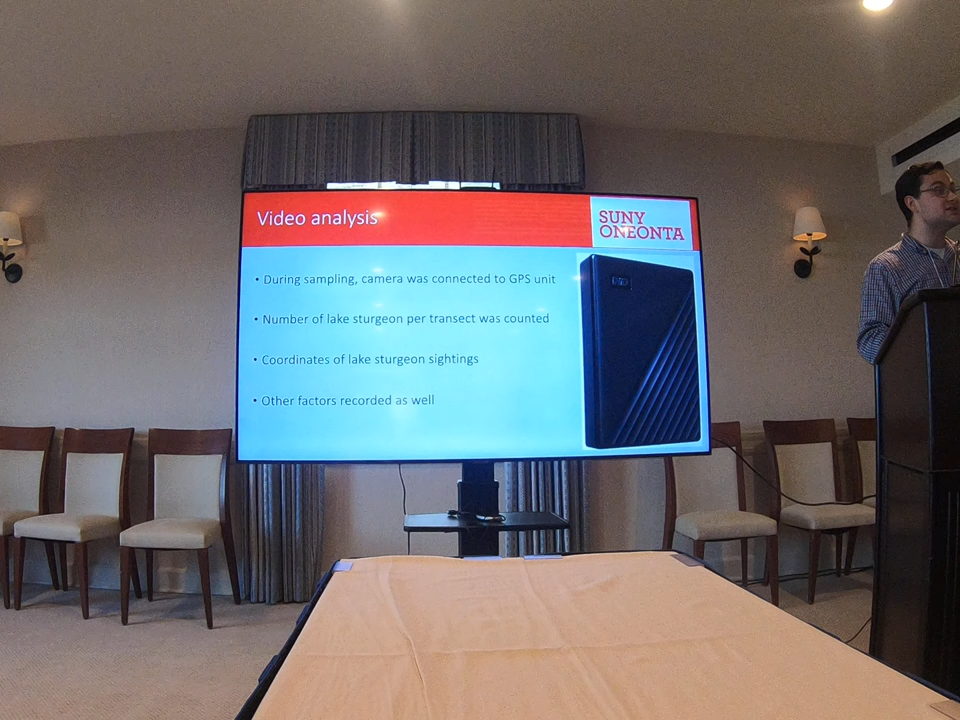 Video analysis
SUNY
ONEONTA
• During sampling, camera was connected to GPS unit
• Number of lake sturgeon per transect was counted
• Coordinates of lake sturgeon sightings
• Other factors recorded as well